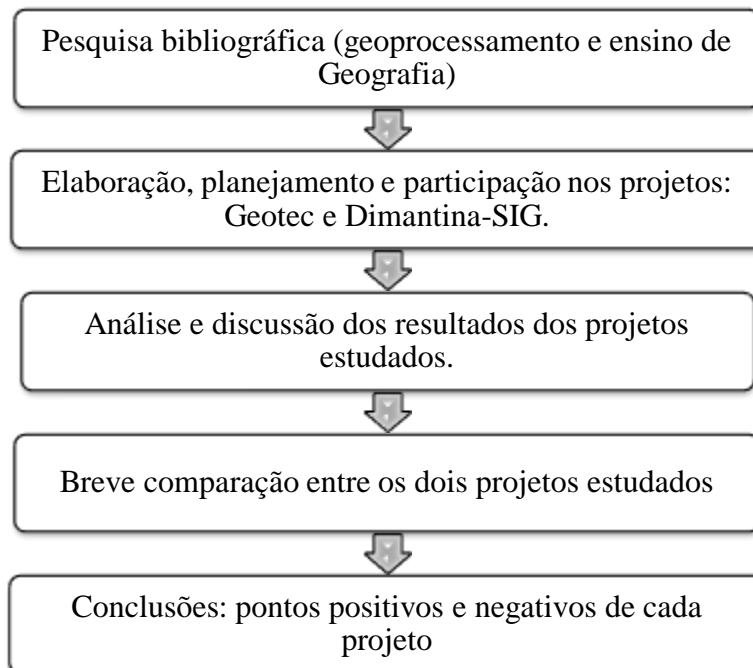 Pesquisa bibliográfica (geoprocessamento e ensino de
Geografia)
Elaboração, planejamento e participação nos projetos:
Geotec e Dimantina-SIG.
Análise e discussão dos resultados dos projetos
estudados.
Breve comparação entre os dois projetos estudados
Conclusões: pontos positivos e negativos de cada
projeto